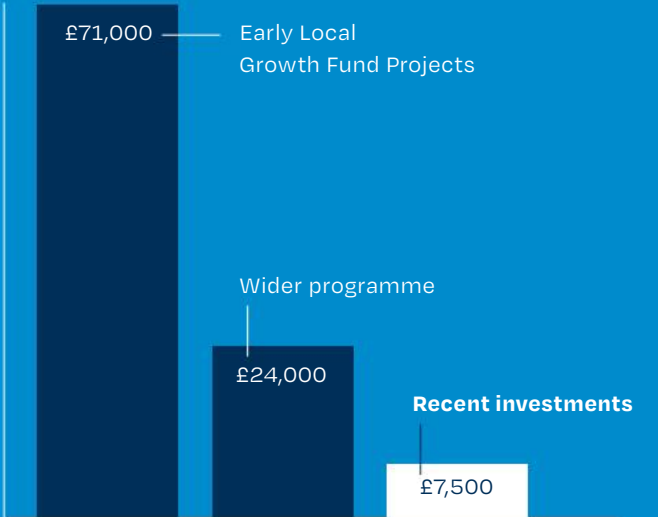 £71,000
Early Local
Growth Fund Projects
Wider programme
£24,000
Recent investments
£7,500